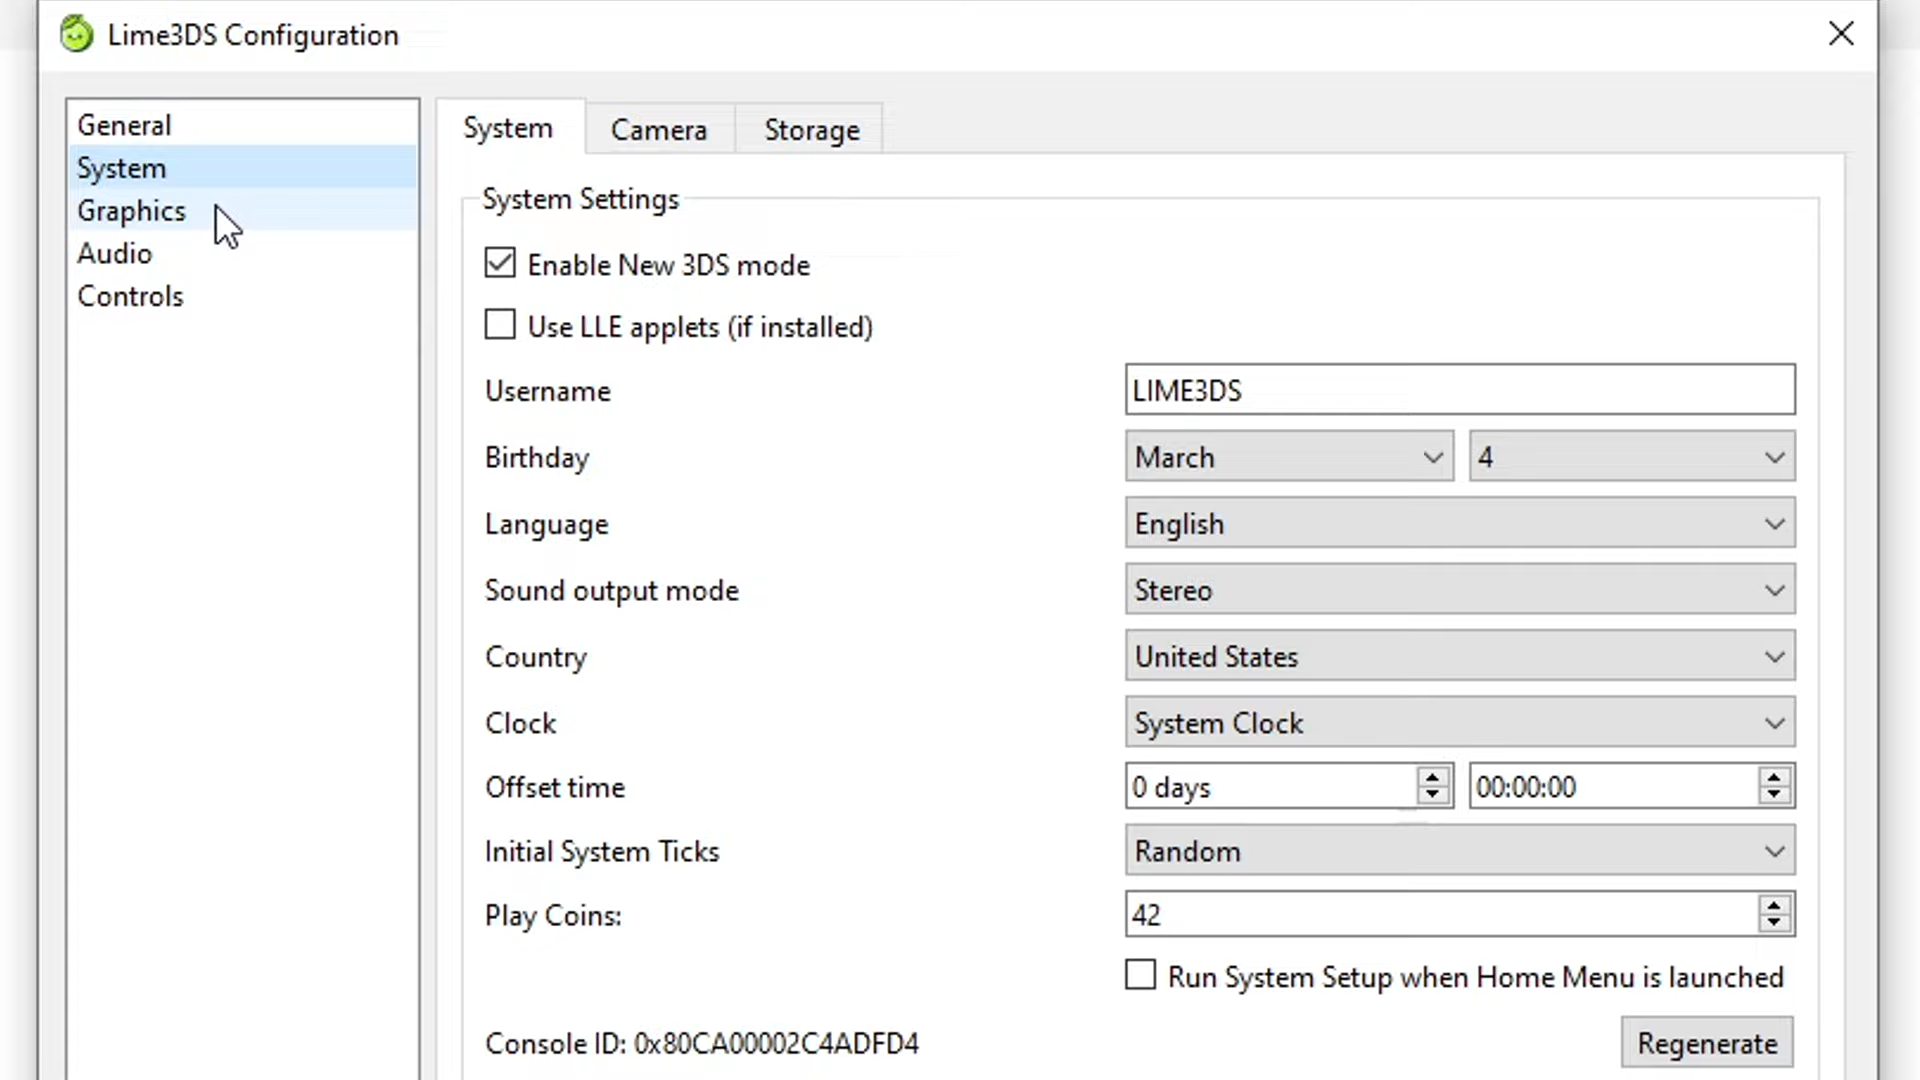 Lime3DS Configuration
General
System
Graphics
Audio
Controls
System Camera Storage
System Settings
Enable New 3DS mode
Use LLE applets (if installed)
Username LIME3DS
Birthday March 4
Language English
Sound output mode Stereo
Country United States
Clock System Clock
Offset time 0 days 00:00:00
Initial System Ticks Random
Play Coins: 42
Run System Setup when Home Menu is launched
Console ID: 0x80CA00002C4ADFD4 Regenerate